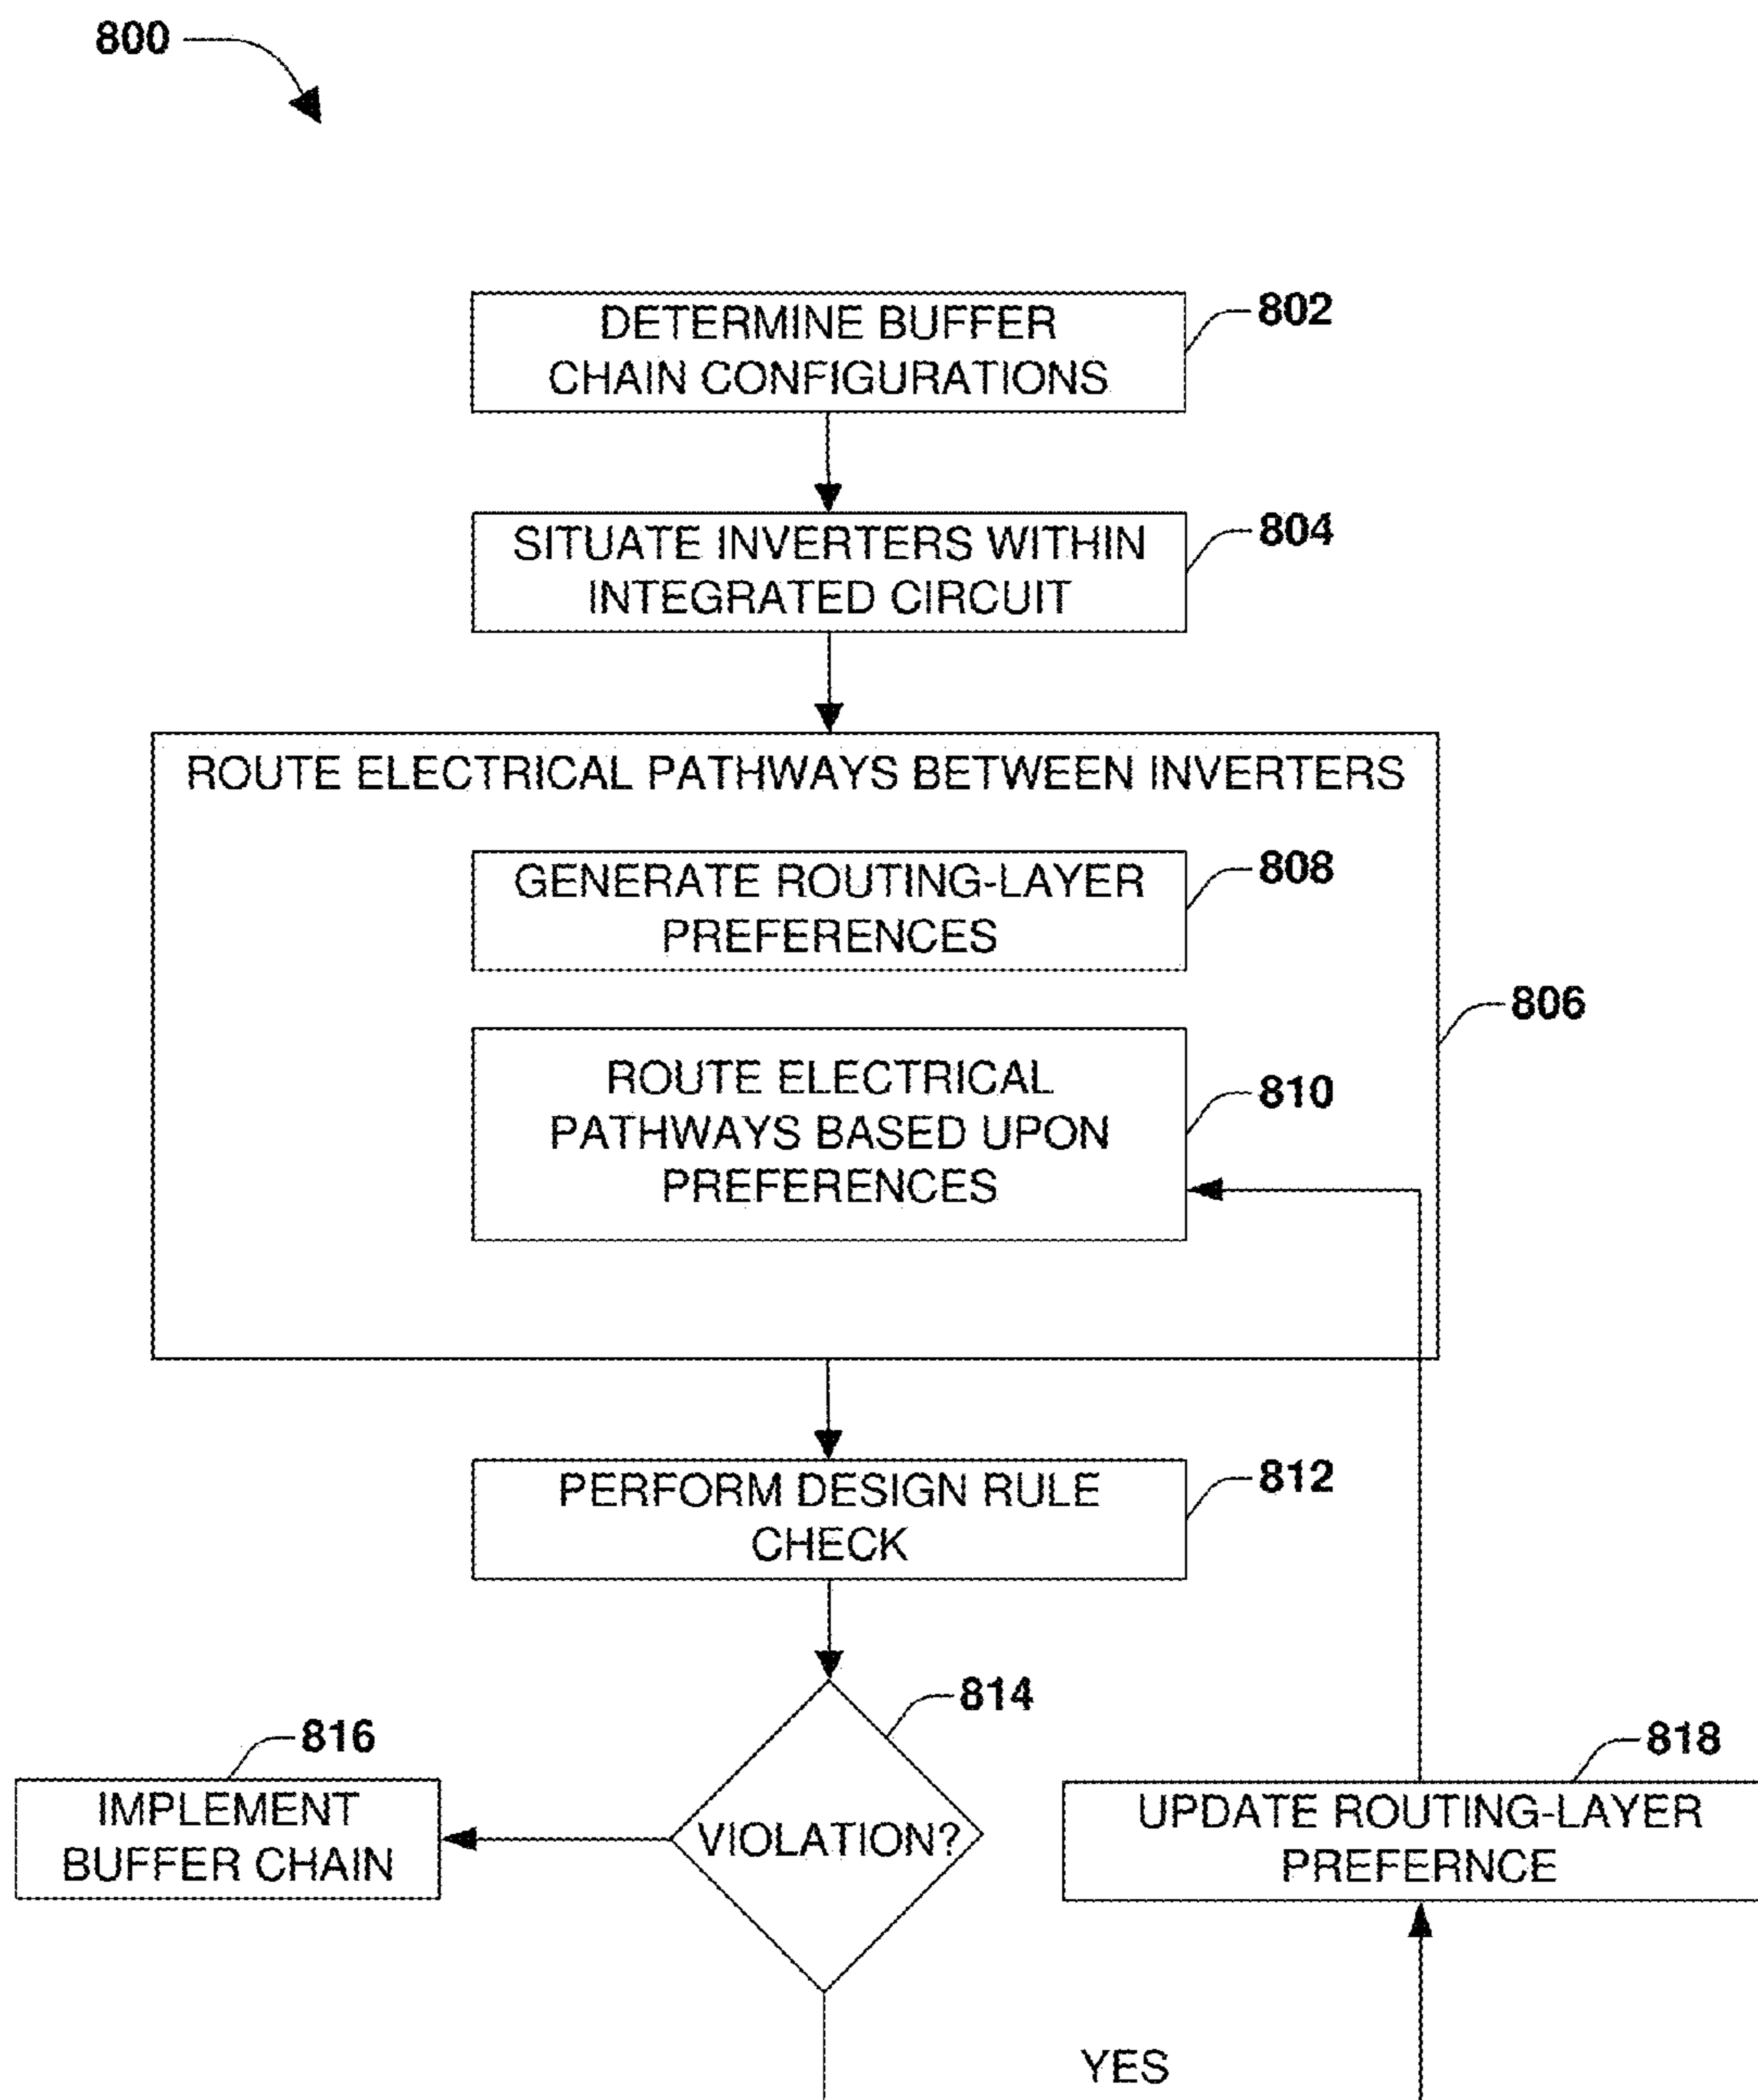 800
DETERMINE BUFFER
CHAIN CONFIGURATIONS
802
SITUATE INVERTERS WITHIN
INTEGRATED CIRCUIT
804
ROUTE ELECTRICAL PATHWAYS BETWEEN INVERTERS
GENERATE ROUTING-LAYER
PREFERENCES
808
806
ROUTE ELECTRICAL
PATHWAYS BASED UPON
PREFERENCES
810
PERFORM DESIGN RULE
CHECK
812
814
VIOLATION?
816
IMPLEMENT
BUFFER CHAIN
818
UPDATE ROUTING-LAYER
PREFERNCE
YES